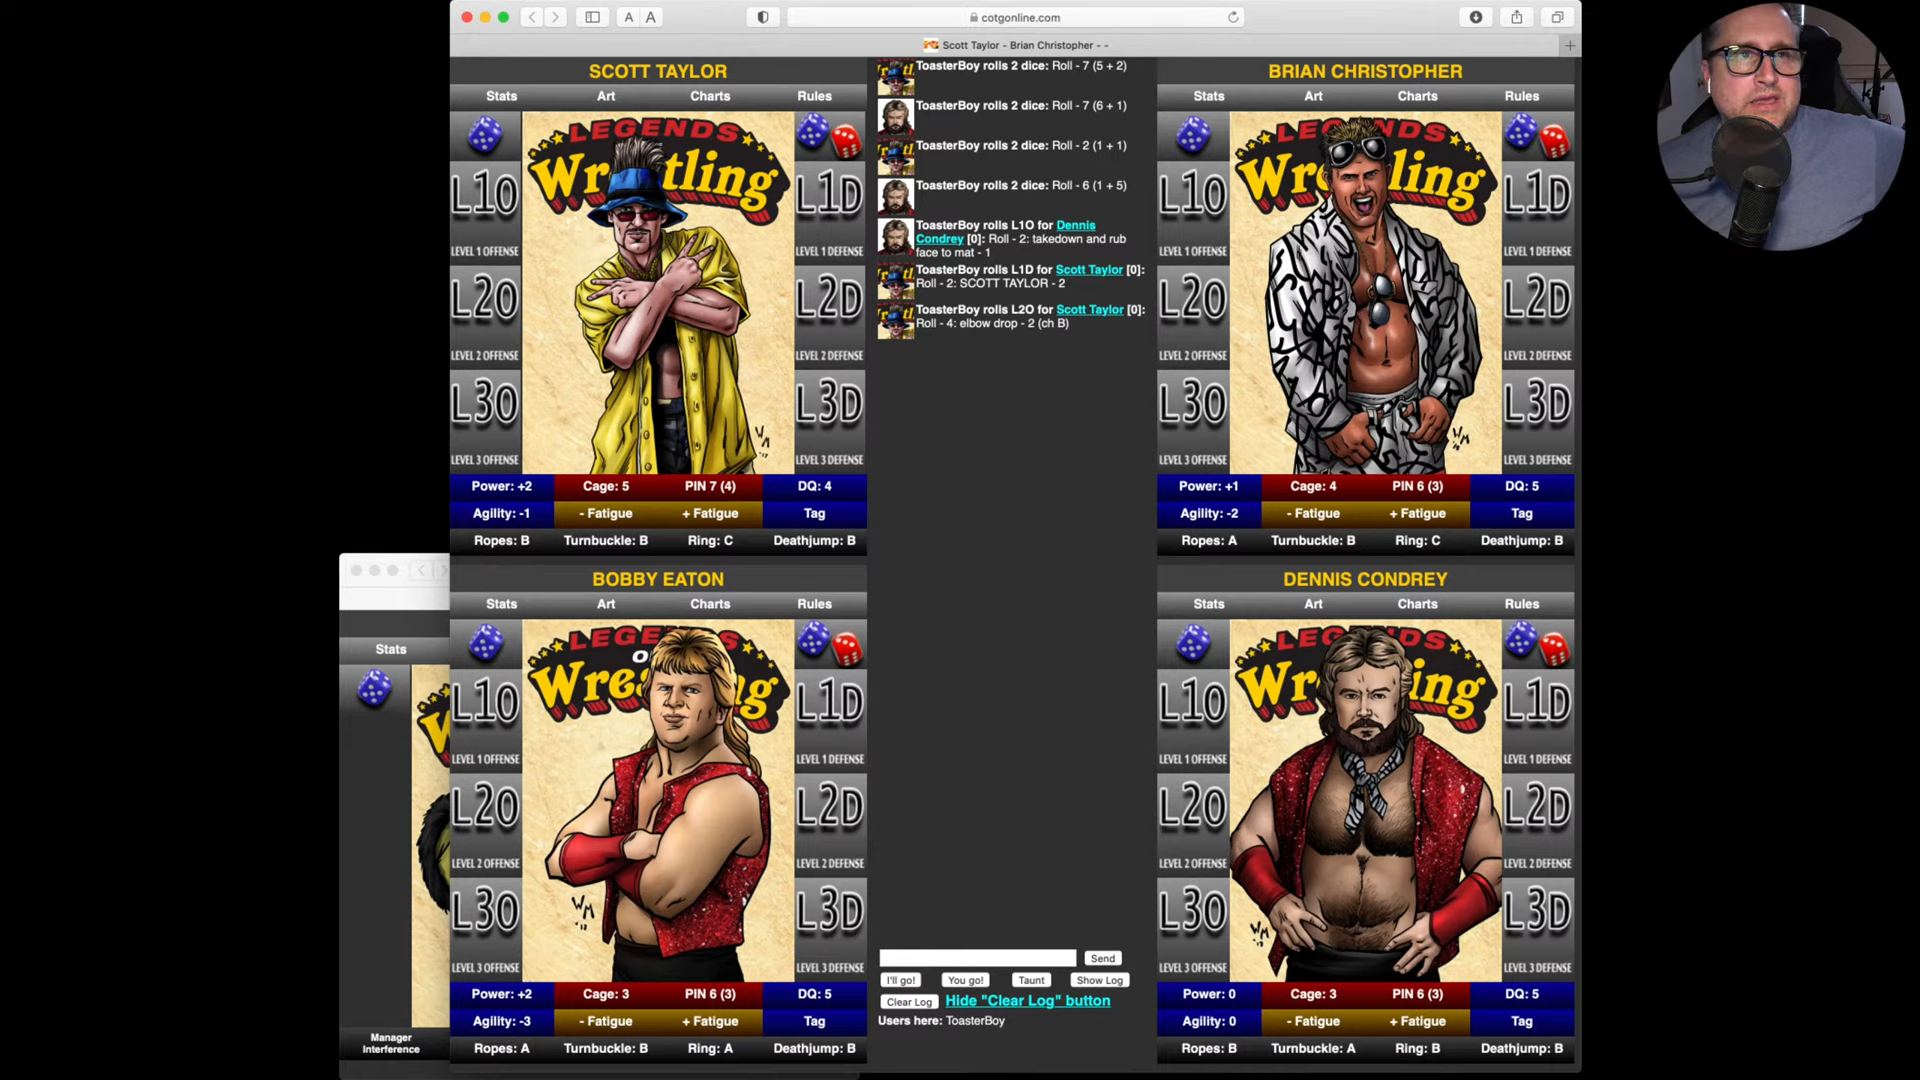 A A
cotgonline.com
Scott Taylor - Brian Christopher - -
SCOTT TAYLOR
Stats Art Charts Rules
LEGENDS
Wrestling
L1O
LEVEL 1 OFFENSE
L2O
LEVEL 2 OFFENSE
L3O
LEVEL 3 OFFENSE
L1D
LEVEL 1 DEFENSE
L2D
LEVEL 2 DEFENSE
L3D
LEVEL 3 DEFENSE
WM
Power: +2 Cage: 5 PIN 7 (4) DQ: 4
Agility: -1 - Fatigue + Fatigue Tag
Ropes: B Turnbuckle: B Ring: C Deathjump: B
ToasterBoy rolls 2 dice: Roll - 7 (5 + 2)
ToasterBoy rolls 2 dice: Roll - 7 (6 + 1)
ToasterBoy rolls 2 dice: Roll - 2 (1 + 1)
ToasterBoy rolls 2 dice: Roll - 6 (1 + 5)
ToasterBoy rolls L1O for Dennis
Condrey [0]: Roll - 2: takedown and rub
face to mat - 1
ToasterBoy rolls L1D for Scott Taylor [0]:
Roll - 2: SCOTT TAYLOR - 2
ToasterBoy rolls L2O for Scott Taylor [0]:
Roll - 4: elbow drop - 2 (ch B)
BRIAN CHRISTOPHER
Stats Art Charts Rules
LEGENDS
Wrestling
L1O
LEVEL 1 OFFENSE
L2O
LEVEL 2 OFFENSE
L3O
LEVEL 3 OFFENSE
L1D
LEVEL 1 DEFENSE
L2D
LEVEL 2 DEFENSE
L3D
LEVEL 3 DEFENSE
WM
Power: +1 Cage: 4 PIN 6 (3) DQ: 5
Agility: -2 - Fatigue + Fatigue Tag
Ropes: A Turnbuckle: B Ring: C Deathjump: B
Stats
Manager
Interference
BOBBY EATON
Stats Art Charts Rules
LEGENDS
OF
Wrestling
L1O
LEVEL 1 OFFENSE
L2O
LEVEL 2 OFFENSE
L3O
LEVEL 3 OFFENSE
L1D
LEVEL 1 DEFENSE
L2D
LEVEL 2 DEFENSE
L3D
LEVEL 3 DEFENSE
WM
Power: +2 Cage: 3 PIN 6 (3) DQ: 5
Agility: -3 - Fatigue + Fatigue Tag
Ropes: A Turnbuckle: B Ring: A Deathjump: B
Send
I'll go! You go! Taunt Show Log
Clear Log Hide "Clear Log" button
Users here: ToasterBoy
DENNIS CONDREY
Stats Art Charts Rules
LEGENDS
Wrestling
L1O
LEVEL 1 OFFENSE
L2O
LEVEL 2 OFFENSE
L3O
LEVEL 3 OFFENSE
L1D
LEVEL 1 DEFENSE
L2D
LEVEL 2 DEFENSE
L3D
LEVEL 3 DEFENSE
WM
Power: 0 Cage: 3 PIN 6 (3) DQ: 5
Agility: 0 - Fatigue + Fatigue Tag
Ropes: B Turnbuckle: A Ring: B Deathjump: B